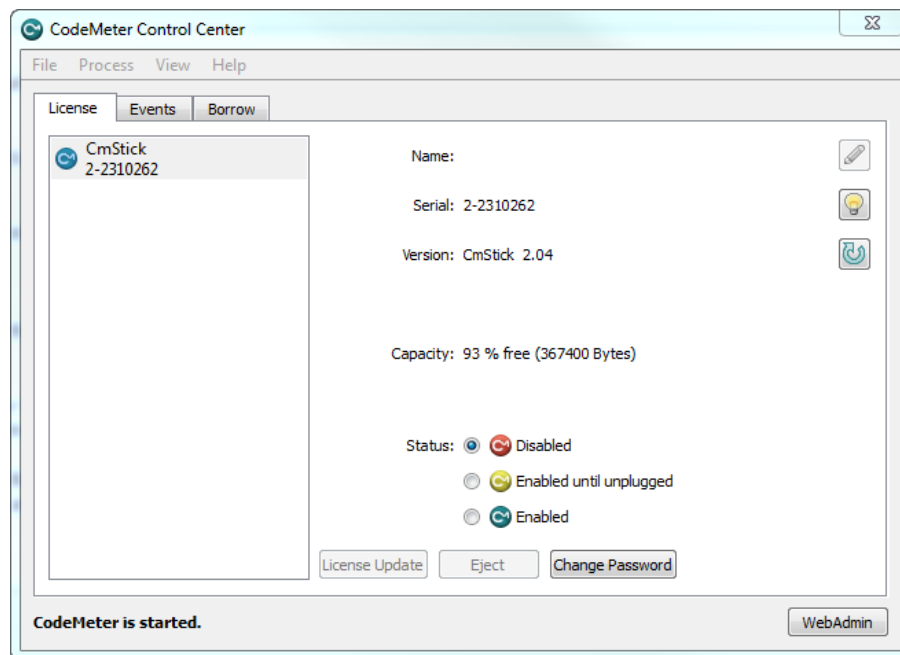 CodeMeter Control Center
File Process View Help
License Events Borrow
CmStick
2-2310262
Name:
Serial: 2-2310262
Version: CmStick 2.04
Capacity: 93 % free (367400 Bytes)
Status: Disabled
Enabled until unplugged
Enabled
License Update Eject Change Password
CodeMeter is started. WebAdmin